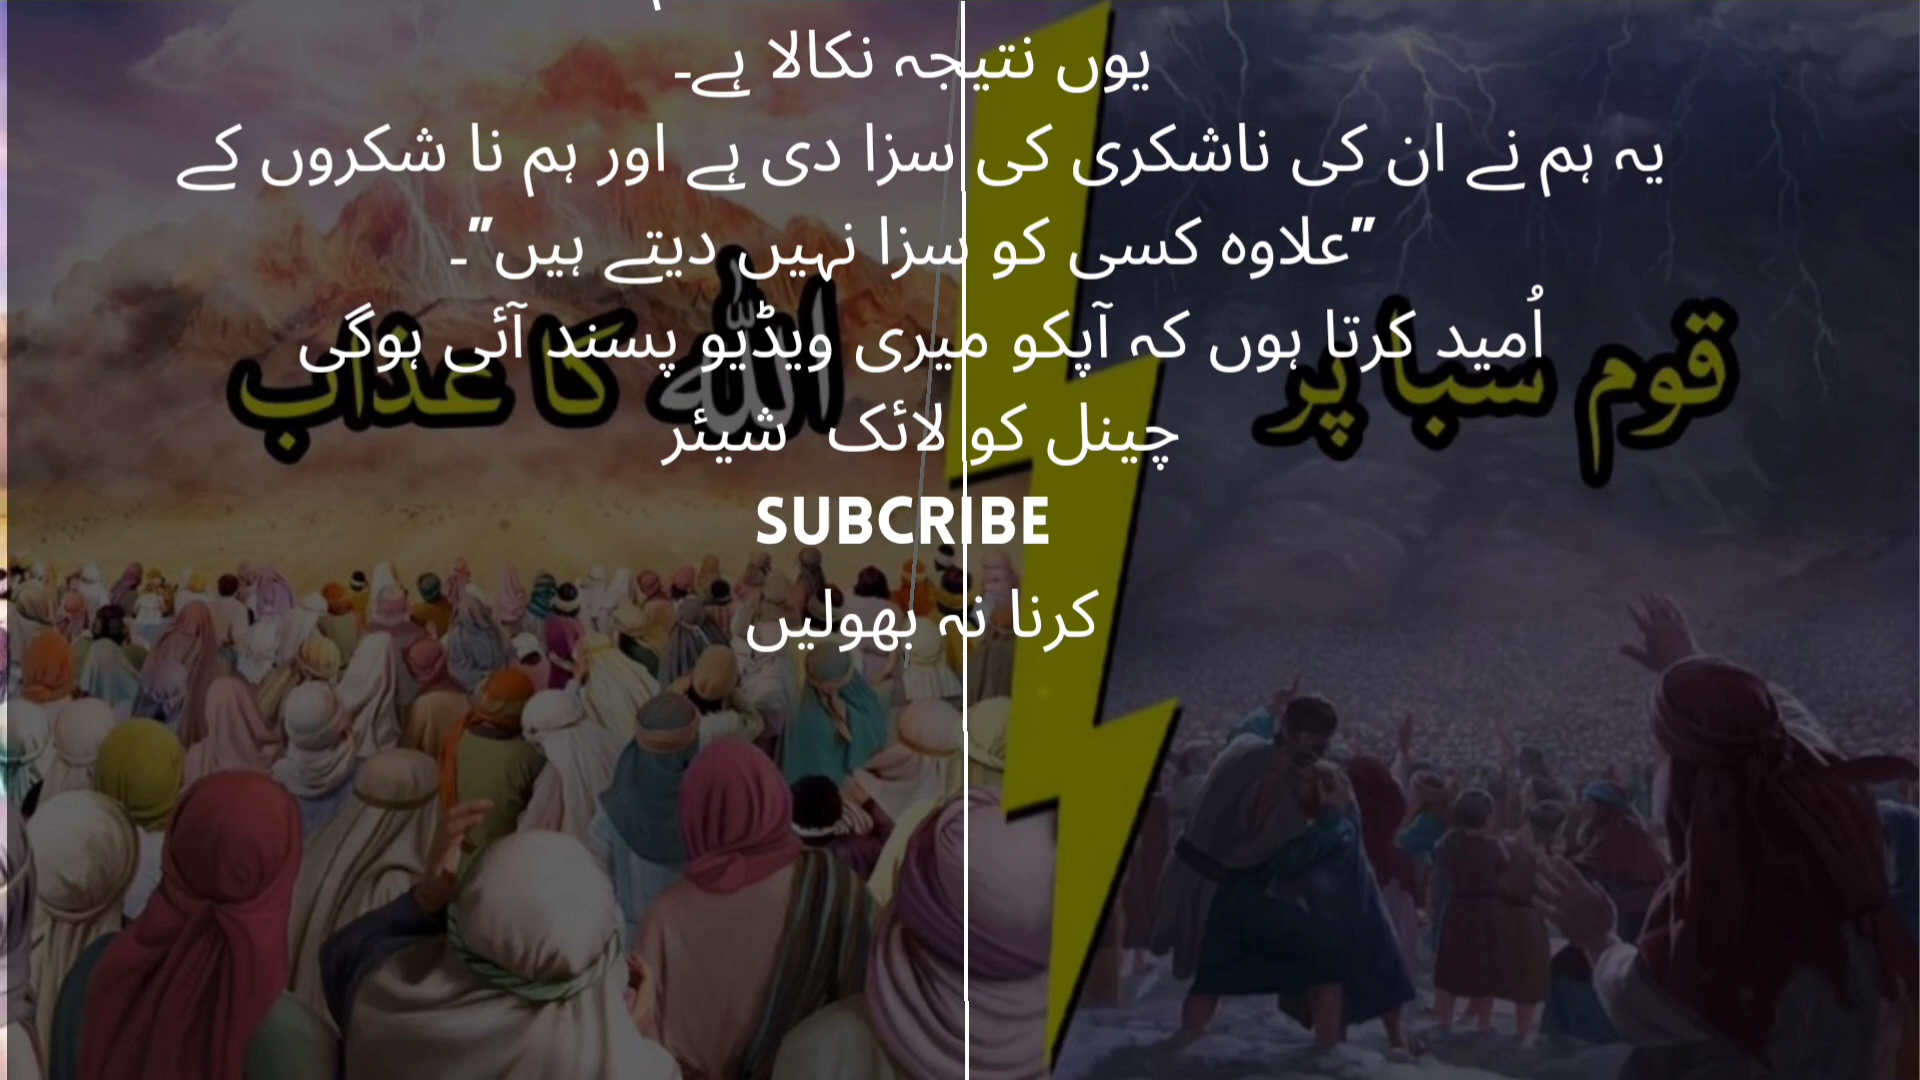 یوں نتیجہ نکالا ہے۔
یہ ہم نے ان کی ناشکری کی سزا دی ہے اور ہم نا شکروں کے
”علاوہ کسی کو سزا نہیں دیتے ہیں”۔
اُمید کرتا ہوں کہ آپکو میری ویڈیو پسند آئی ہوگی
چینل کو لائک شیئر
SUBCRIBE
کرنا نہ بھولیں
قوم سبا پر
اللہ کا عذاب